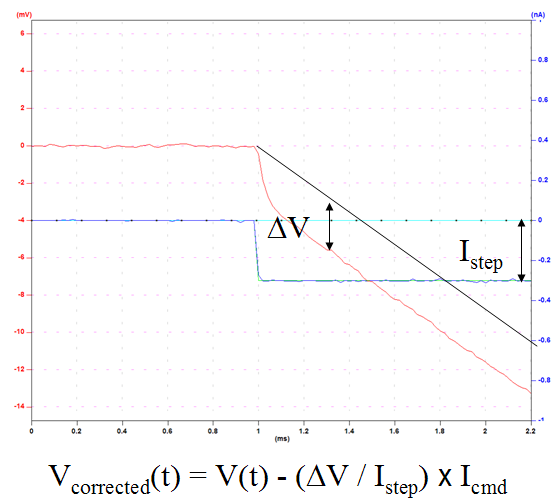 (mV) (nA)
6 1
4 0.8
2 0.6
0 0.4
-2 0.2
-4 0
-6 -0.2
-8 -0.4
-10 -0.6
-12 -0.8
-14 -1
ΔV
Istep
0 0.2 0.4 0.6 0.8 1 1.2 1.4 1.6 1.8 2 2.2
(ms)
Vcorrected(t) = V(t) - (ΔV / Istep) x Icmd